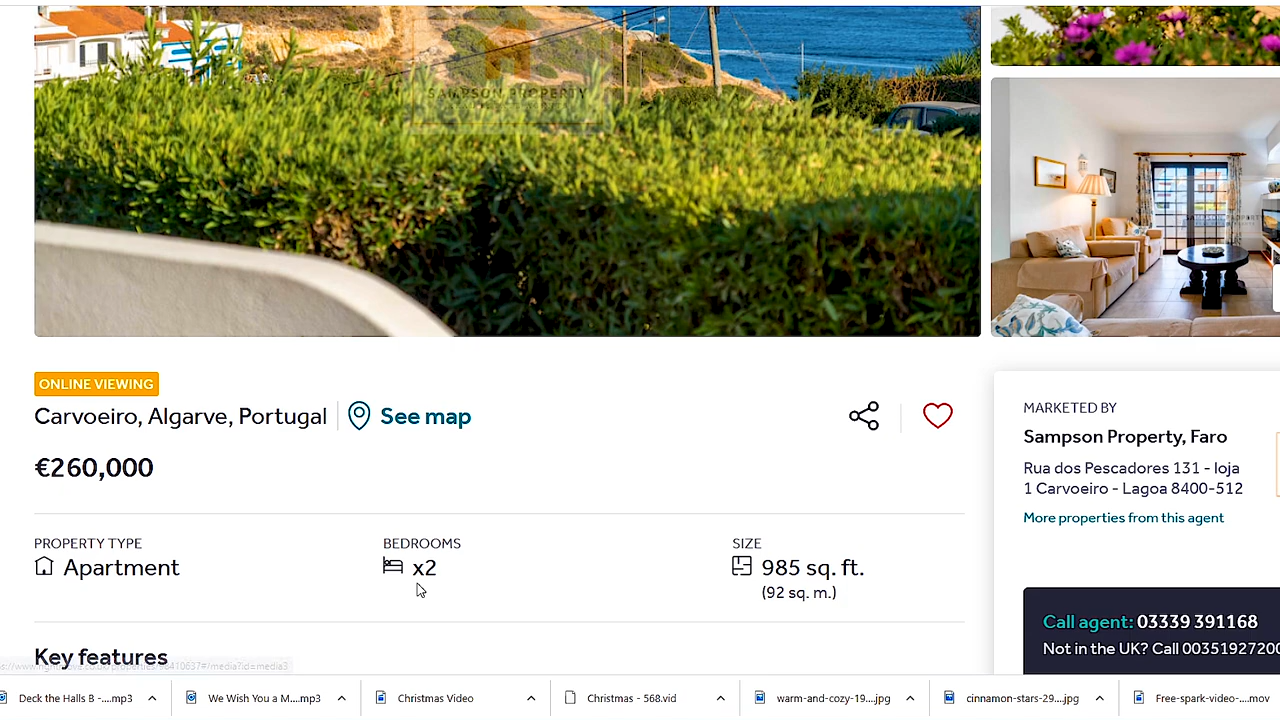 SAMPSON PROPERTY
ONLINE VIEWING
Carvoeiro, Algarve, Portugal
See map
€260,000
PROPERTY TYPE
Apartment
BEDROOMS
x2
SIZE
985 sq. ft.
(92 sq. m.)
Key features
MARKETED BY
Sampson Property, Faro
Rua dos Pescadores 131 - loja
1 Carvoeiro - Lagoa 8400-512
More properties from this agent
Call agent: 03339 391168
Not in the UK? Call 00351927200
Deck the Halls B -....mp3
We Wish You a M....mp3
Christmas Video
Christmas - 568.vid
warm-and-cozy-19....jpg
cinnamon-stars-29....jpg
Free-spark-video-....mov